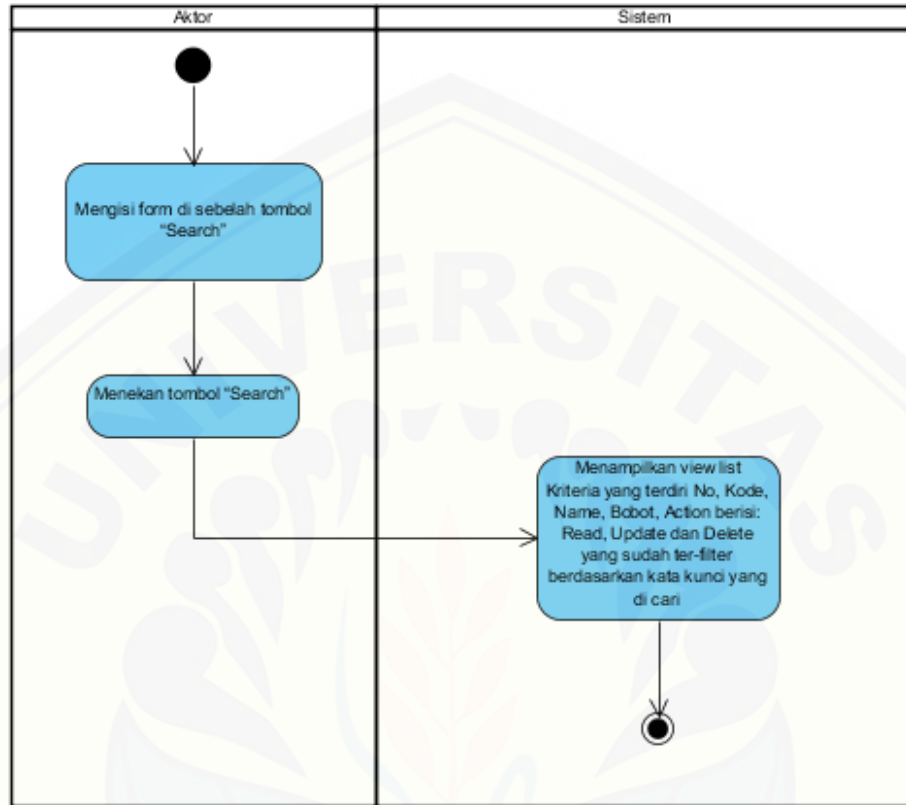 Aktor
Sistem
Mengisi form di sebelah tombol
"Search"
Menekan tombol "Search"
Menampilkan view list
Kriteria yang terdiri No, Kode,
Name, Bobot, Action berisi:
Read, Update dan Delete
yang sudah ter-filter
berdasarkan kata kunci yang
di cari
UNIVERSITAS